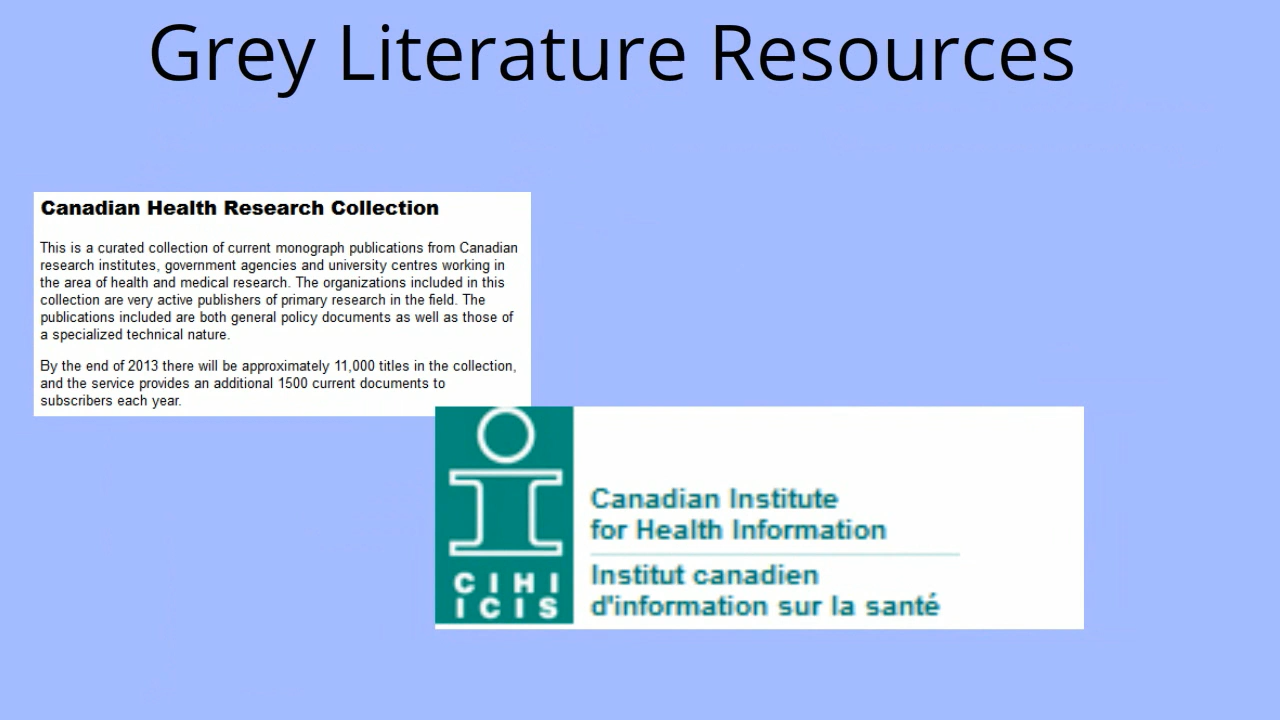 Grey Literature Resources
Canadian Health Research Collection
This is a curated collection of current monograph publications from Canadian
research institutes, government agencies and university centres working in
the area of health and medical research. The organizations included in this
collection are very active publishers of primary research in the field. The
publications included are both general policy documents as well as those of
a specialized technical nature.
By the end of 2013 there will be approximately 11,000 titles in the collection,
and the service provides an additional 1500 current documents to
subscribers each year.
CIHI
ICIS
Canadian Institute
for Health Information
Institut canadien
d'information sur la santé